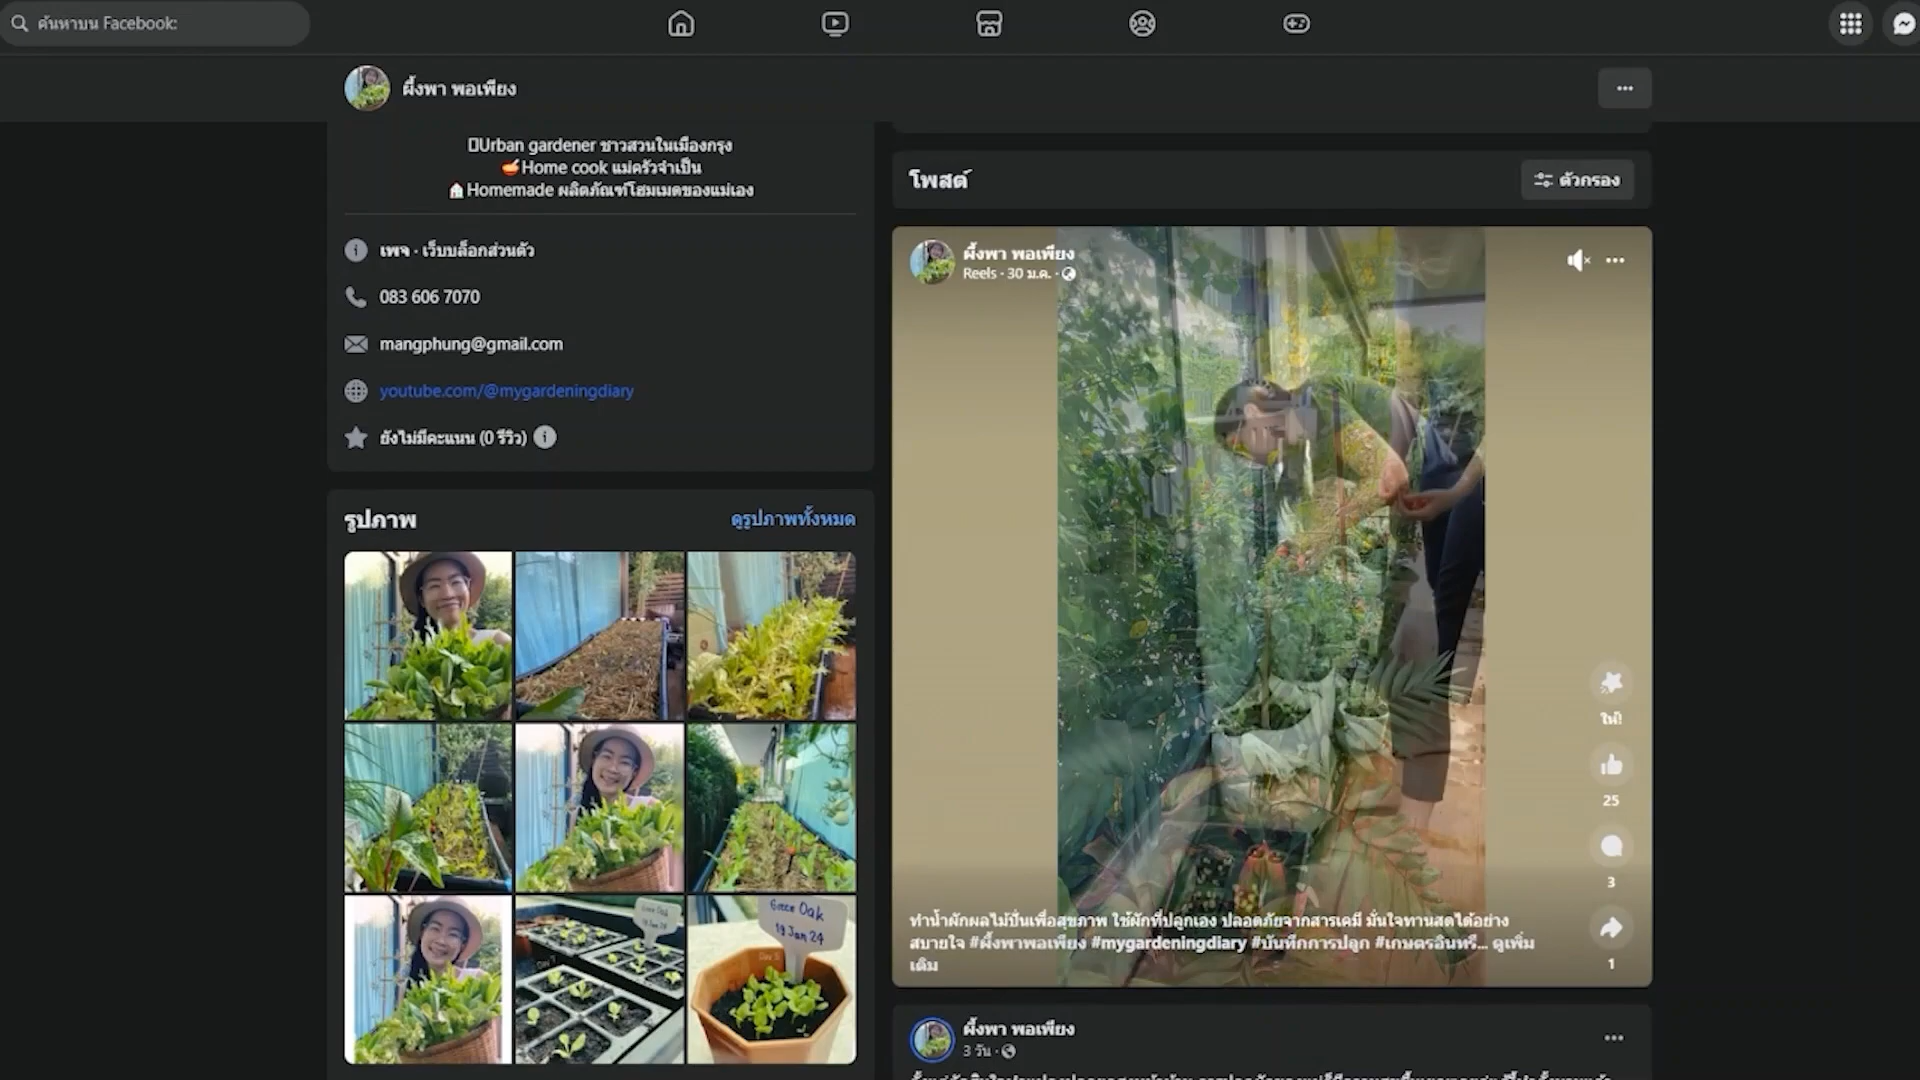 ค้นหาบน Facebook:
ผึ้งพา พอเพียง
Urban gardener ชาวสวนในเมืองกรุง
Home cook แม่ครัวจำเป็น
Homemade ผลิตภัณฑ์โฮมเมดของแม่เอง
เพจ · เว็บบล็อกส่วนตัว
083 606 7070
mangphung@gmail.com
youtube.com/@mygardeningdiary
ยังไม่มีคะแนน (0 รีวิว)
รูปภาพ
ดูรูปภาพทั้งหมด
Green Oak
Green Oak
19 Jan 24
Day 5
โพสต์
ตัวกรอง
ผึ้งพา พอเพียง
Reels · 30 ม.ค. ·
ให้!
25
3
1
ทำน้ำผักผลไม้ปั่นเพื่อสุขภาพ ใช้ผักที่ปลูกเอง ปลอดภัยจากสารเคมี มั่นใจทานสดได้อย่าง
สบายใจ #ผึ้งพาพอเพียง #mygardeningdiary #บันทึกการปลูก #เกษตรอินทรี... ดูเพิ่ม
เติม
ผึ้งพา พอเพียง
3 วัน ·